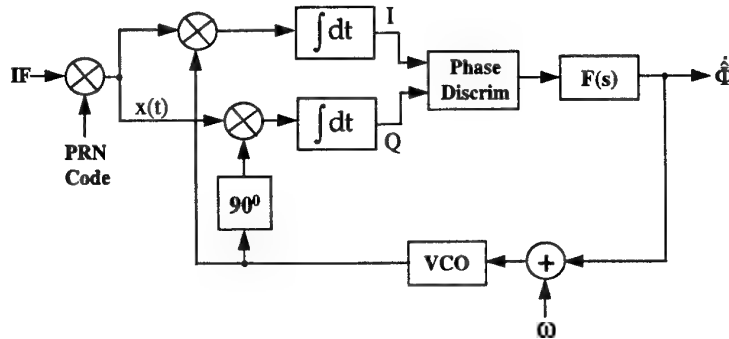 IF
PRN
Code
x(t)
∫dt
I
∫dt
Q
90⁰
Phase
Discrim
F(s)
Φ̇̂
VCO
+
ω